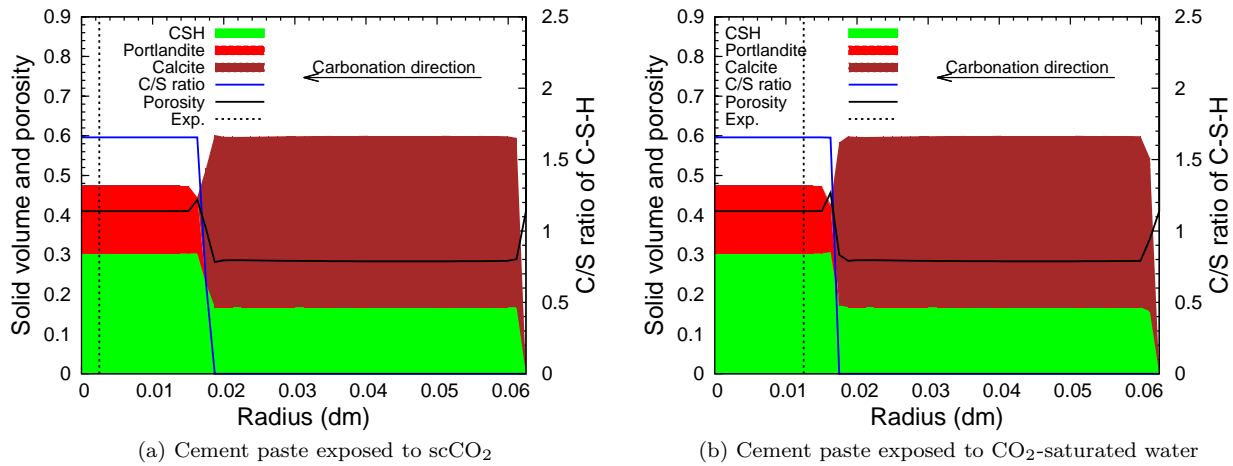 Solid volume and porosity
0.9
0.8
0.7
0.6
0.5
0.4
0.3
0.2
0.1
0
CSH
Portlandite
Calcite
C/S ratio
Porosity
Exp.
Carbonation direction
2.5
2
1.5
1
0.5
0
C/S ratio of C-S-H
0 0.01 0.02 0.03 0.04 0.05 0.06
Radius (dm)
(a) Cement paste exposed to scCO₂
Solid volume and porosity
0.9
0.8
0.7
0.6
0.5
0.4
0.3
0.2
0.1
0
CSH
Portlandite
Calcite
C/S ratio
Porosity
Exp.
Carbonation direction
2.5
2
1.5
1
0.5
0
C/S ratio of C-S-H
0 0.01 0.02 0.03 0.04 0.05 0.06
Radius (dm)
(b) Cement paste exposed to CO₂-saturated water